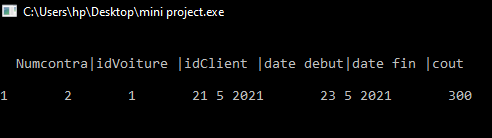 C:\Users\hp\Desktop\mini project.exe
Numcontra|idVoiture |idClient |date debut|date fin |cout
1 2 1 21 5 2021 23 5 2021 300